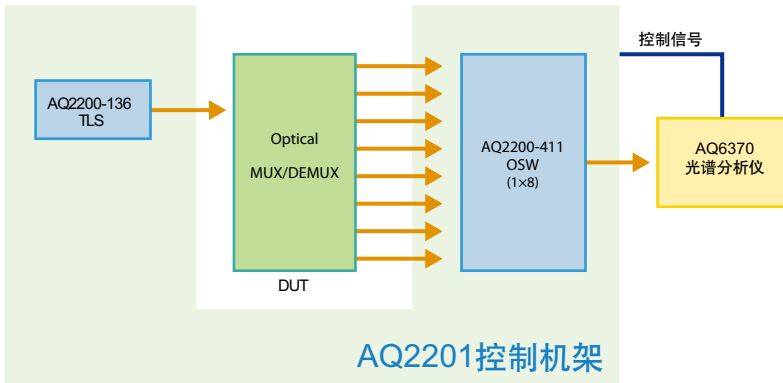 控制信号
AQ2200-136
TLS
Optical
MUX/DEMUX
AQ2200-411
OSW
(1×8)
AQ6370
光谱分析仪
DUT
AQ2201控制机架